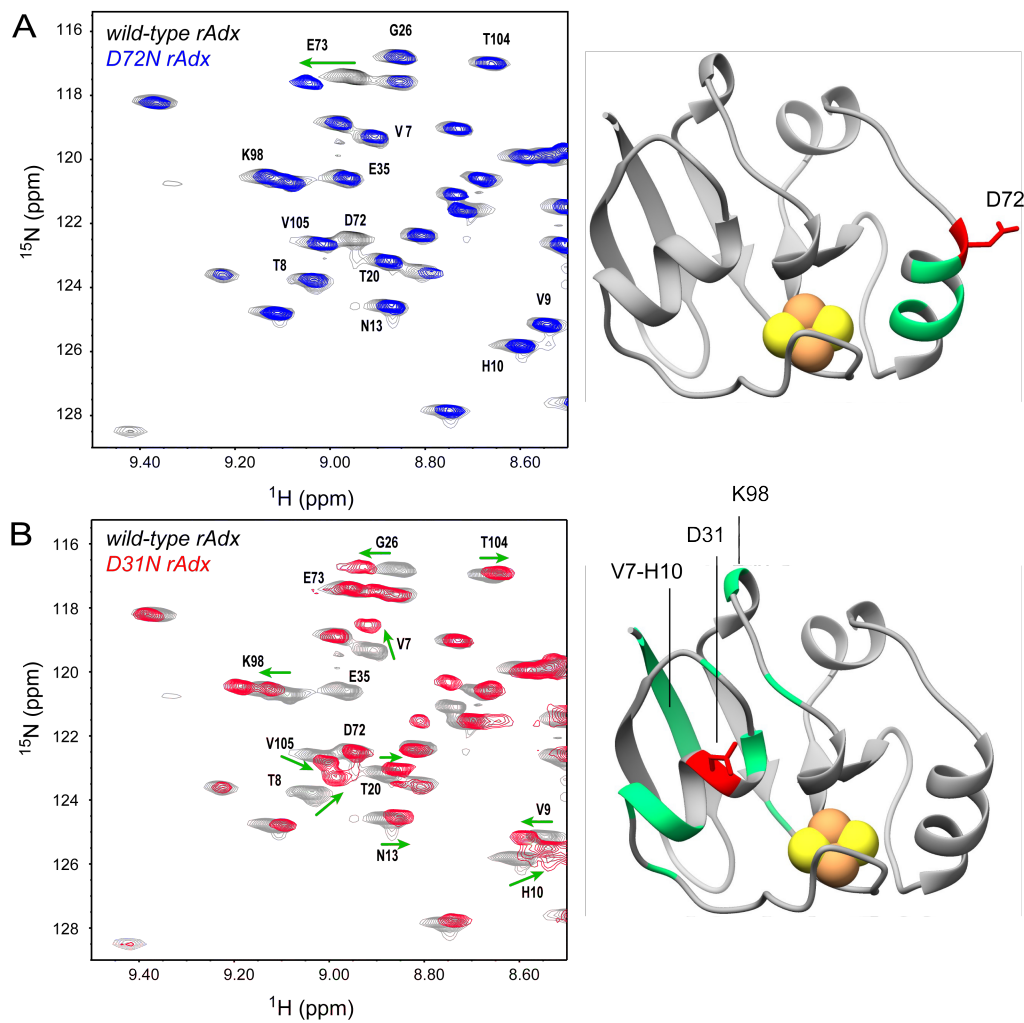 A
wild-type rAdx
D72N rAdx
E73
G26
T104
V 7
K98
E35
V105
D72
T8
T20
N13
V9
H10
116
118
120
122
124
126
128
15N (ppm)
9.40
9.20
9.00
8.80
8.60
1H (ppm)
D72
B
wild-type rAdx
D31N rAdx
G26
T104
E73
V7
K98
E35
V105
D72
T8
T20
V9
N13
H10
116
118
120
122
124
126
128
15N (ppm)
9.40
9.20
9.00
8.80
8.60
1H (ppm)
K98
D31
V7-H10